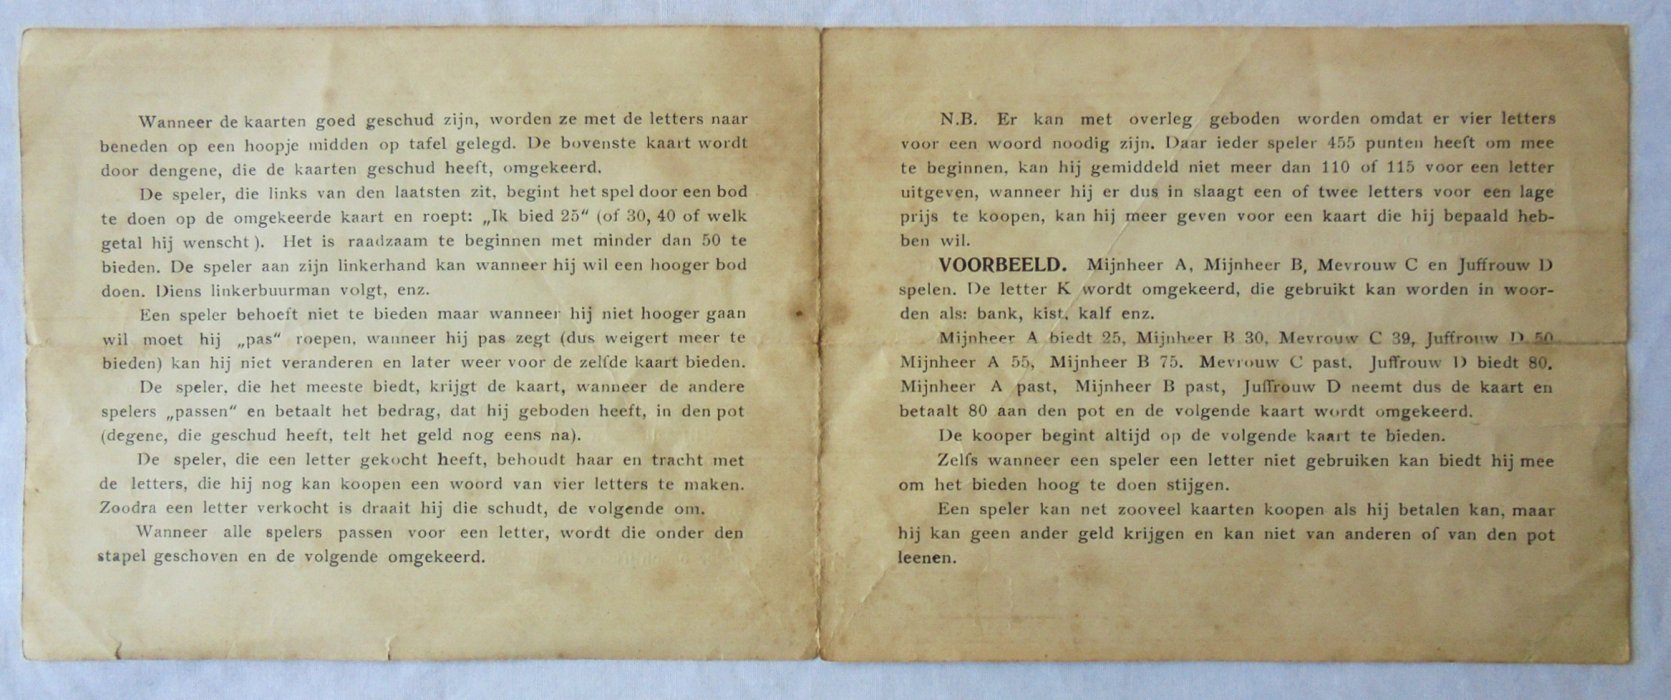 Wanneer de kaarten goed geschud zijn, worden ze met de letters naar
beneden op een hoopje midden op tafel gelegd. De bovenste kaart wordt
door dengene, die de kaarten geschud heeft, omgekeerd.
De speler, die links van den laatsten zit, begint het spel door een bod
te doen op de omgekeerde kaart en roept: „Ik bied 25" (of 30, 40 of welk
getal hij wenscht). Het is raadzaam te beginnen met minder dan 50 te
bieden. De speler aan zijn linkerhand kan wanneer hij wil een hooger bod
doen. Diens linkerbuurman volgt, enz.
Een speler behoeft niet te bieden maar wanneer hij niet hooger gaan
wil moet hij „pas" roepen, wanneer hij pas zegt (dus weigert meer te
bieden) kan hij niet veranderen en later weer voor de zelfde kaart bieden.
De speler, die het meeste biedt, krijgt de kaart, wanneer de andere
spelers „passen" en betaalt het bedrag, dat hij geboden heeft, in den pot
(degene, die geschud heeft, telt het geld nog eens na).
De speler, die een letter gekocht heeft, behoudt haar en tracht met
de letters, die hij nog kan koopen een woord van vier letters te maken.
Zoodra een letter verkocht is draait hij die schudt, de volgende om.
Wanneer alle spelers passen voor een letter, wordt die onder den
stapel geschoven en de volgende omgekeerd.
N.B. Er kan met overleg geboden worden omdat er vier letters
voor een woord noodig zijn. Daar ieder speler 455 punten heeft om mee
te beginnen, kan hij gemiddeld niet meer dan 110 of 115 voor een letter
uitgeven, wanneer hij er dus in slaagt een of twee letters voor een lage
prijs te koopen, kan hij meer geven voor een kaart die hij bepaald heb-
ben wil.
VOORBEELD. Mijnheer A, Mijnheer B, Mevrouw C en Juffrouw D
spelen. De letter K wordt omgekeerd, die gebruikt kan worden in woor-
den als: bank, kist, kalf enz.
Mijnheer A biedt 25, Mijnheer B 30, Mevrouw C 39, Juffrouw D 50
Mijnheer A 55, Mijnheer B 75. Mevrouw C past, Juffrouw D biedt 80,
Mijnheer A past, Mijnheer B past, Juffrouw D neemt dus de kaart en
betaalt 80 aan den pot en de volgende kaart wordt omgekeerd.
De kooper begint altijd op de volgende kaart te bieden.
Zelfs wanneer een speler een letter niet gebruiken kan biedt hij mee
om het bieden hoog te doen stijgen.
Een speler kan net zooveel kaarten koopen als hij betalen kan, maar
hij kan geen ander geld krijgen en kan niet van anderen of van den pot
leenen.